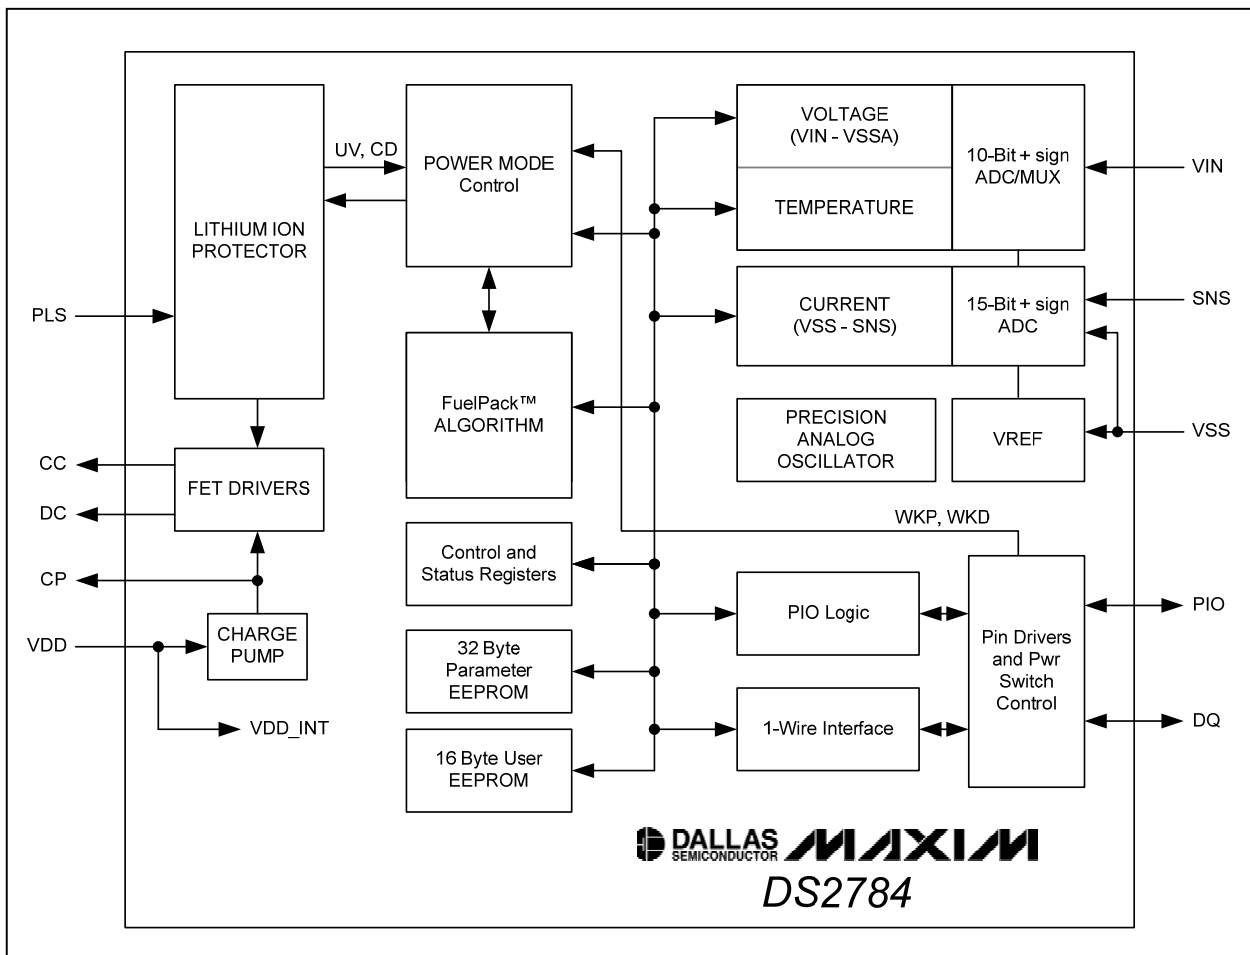 PLS
CC
DC
CP
VDD
LITHIUM ION
PROTECTOR
UV, CD
FET DRIVERS
CHARGE
PUMP
VDD_INT
POWER MODE
Control
FuelPack™
ALGORITHM
Control and
Status Registers
32 Byte
Parameter
EEPROM
16 Byte User
EEPROM
VOLTAGE
(VIN - VSSA)
TEMPERATURE
10-Bit + sign
ADC/MUX
CURRENT
(VSS - SNS)
15-Bit + sign
ADC
PRECISION
ANALOG
OSCILLATOR
VREF
WKP, WKD
PIO Logic
1-Wire Interface
Pin Drivers
and Pwr
Switch
Control
VIN
SNS
VSS
PIO
DQ
DALLAS
SEMICONDUCTOR
MAXIM
DS2784